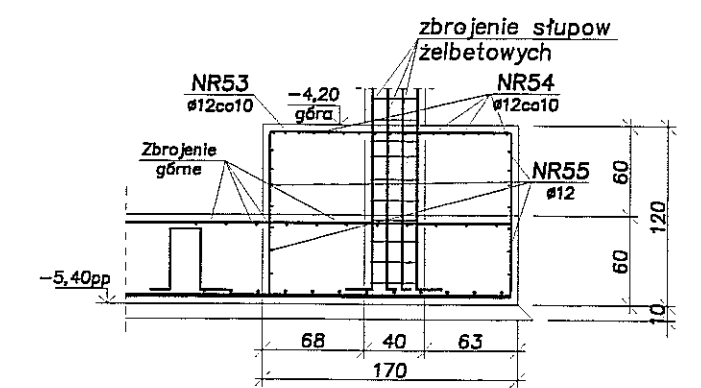 zbrojenie słupow
żelbetowych
NR53
ø12co10
-4,20
góra
NR54
ø12co10
Zbrojenie
górne
NR55
ø12
60
120
60
-5,40pp
10
68
40
63
170